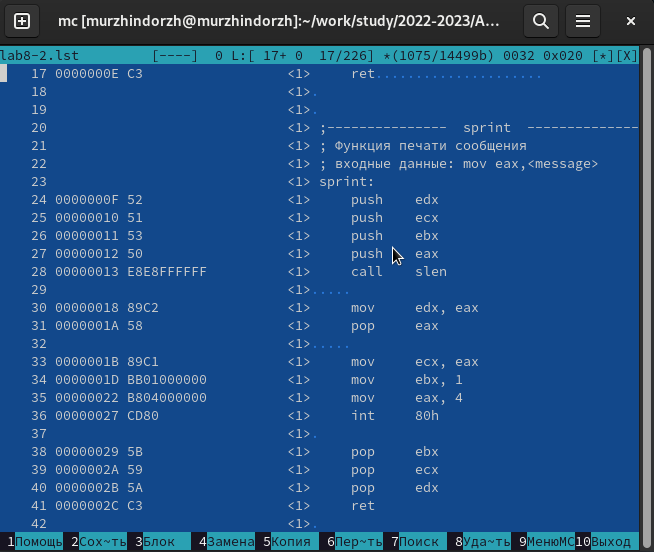 mc [murzhindorzh@murzhindorzh]:~/work/study/2022-2023/А...
lab8-2.lst [----] 0 L:[ 17+ 0 17/226] *(1075/14499b) 0032 0x020 [*][X]
17 0000000E C3 <1> ret.....................
18 <1>.
19 <1>.
20 <1> ;--------------- sprint --------------
21 <1> ; Функция печати сообщения
22 <1> ; входные данные: mov eax,<message>
23 <1> sprint:
24 0000000F 52 <1> push edx
25 00000010 51 <1> push ecx
26 00000011 53 <1> push ebx
27 00000012 50 <1> push eax
28 00000013 E8E8FFFFFF <1> call slen
29 <1>.....
30 00000018 89C2 <1> mov edx, eax
31 0000001A 58 <1> pop eax
32 <1>.....
33 0000001B 89C1 <1> mov ecx, eax
34 0000001D BB01000000 <1> mov ebx, 1
35 00000022 B804000000 <1> mov eax, 4
36 00000027 CD80 <1> int 80h
37 <1>.
38 00000029 5B <1> pop ebx
39 0000002A 59 <1> pop ecx
40 0000002B 5A <1> pop edx
41 0000002C C3 <1> ret
42 <1>.
1Помощь 2Сох~ть 3Блок 4Замена 5Копия 6Пер~ть 7Поиск 8Уда~ть 9МенюMC 10Выход